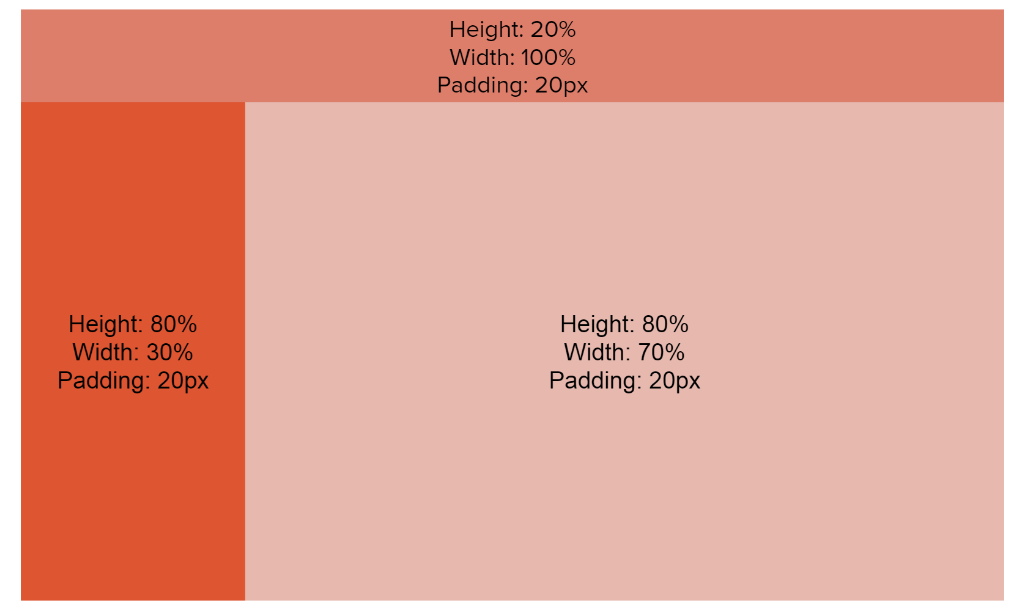 Height: 20%
Width: 100%
Padding: 20px
Height: 80%
Width: 30%
Padding: 20px
Height: 80%
Width: 70%
Padding: 20px